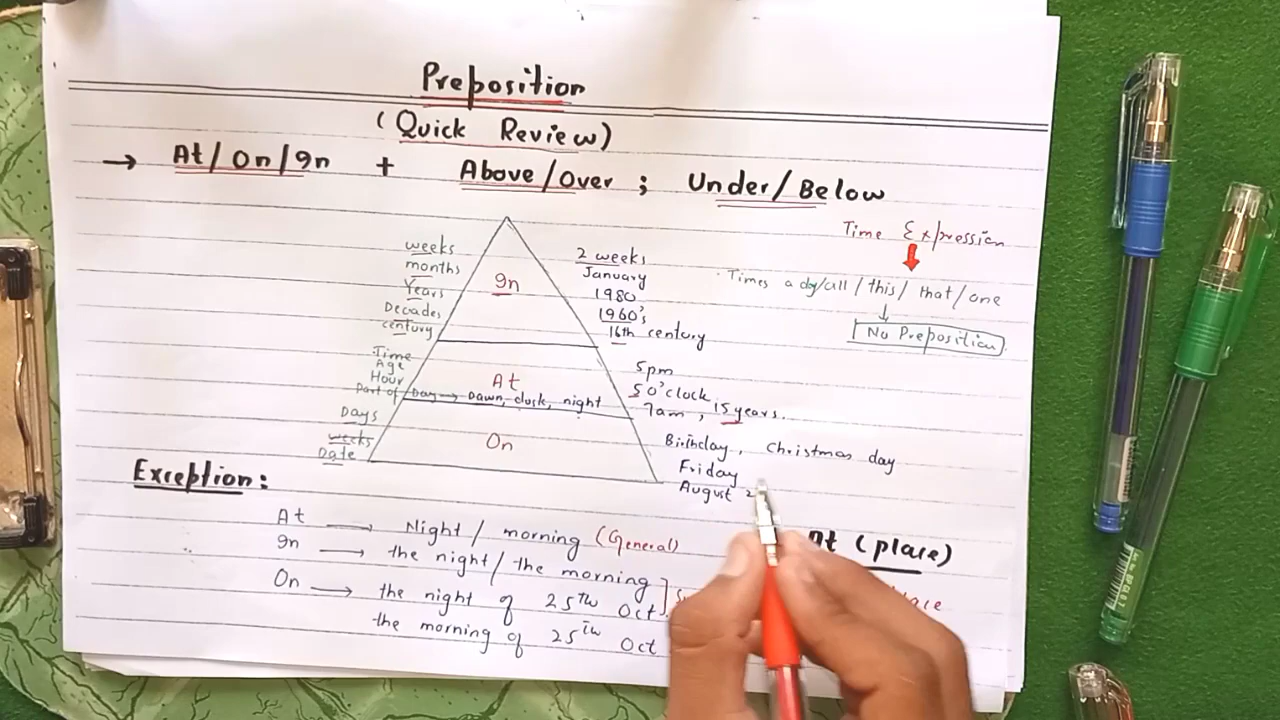 Preposition
(Quick Review)
→ At/On/In + Above/Over ; Under/Below
Time Expression
Times a day/all/this/that/one
No Preposition
weeks
months
Years
Decades
century
In
2 weeks
January
1980
1960's
16th century
Time
Age
Hour
Part of Day → Dawn, dusk, night
At
5pm
5 O'clock
7am, 15 years.
Days
weeks
Date
On
Birthday, Christmas day
Friday
August 2
Exception:
At → Night/morning (General)
In → the night/the morning
On → the night of 25th Oct
the morning of 25th Oct
At (place)